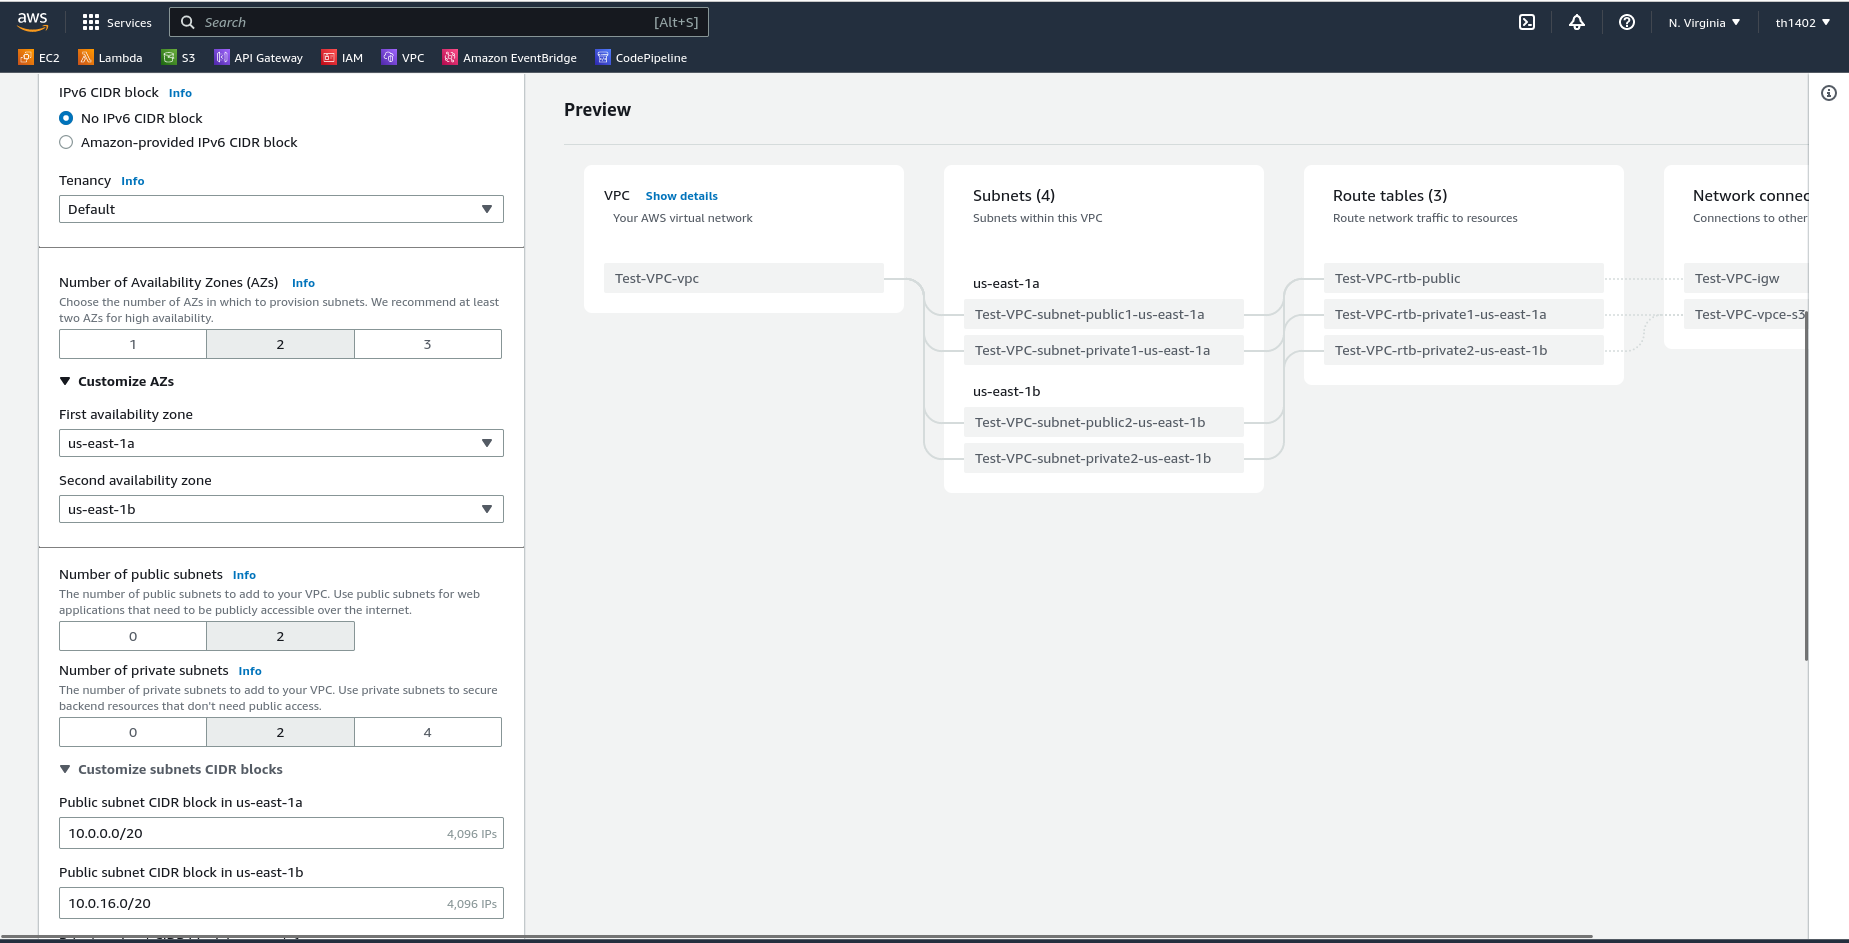 aws
Services
Search
[Alt+S]
N. Virginia
th1402
EC2
Lambda
S3
API Gateway
IAM
VPC
Amazon EventBridge
CodePipeline
IPv6 CIDR block Info
No IPv6 CIDR block
Amazon-provided IPv6 CIDR block
Tenancy Info
Default
Number of Availability Zones (AZs) Info
Choose the number of AZs in which to provision subnets. We recommend at least
two AZs for high availability.
1 2 3
Customize AZs
First availability zone
us-east-1a
Second availability zone
us-east-1b
Number of public subnets Info
The number of public subnets to add to your VPC. Use public subnets for web
applications that need to be publicly accessible over the internet.
0 2
Number of private subnets Info
The number of private subnets to add to your VPC. Use private subnets to secure
backend resources that don't need public access.
0 2 4
Customize subnets CIDR blocks
Public subnet CIDR block in us-east-1a
10.0.0.0/20 4,096 IPs
Public subnet CIDR block in us-east-1b
10.0.16.0/20 4,096 IPs
Preview
VPC Show details
Your AWS virtual network
Test-VPC-vpc
Subnets (4)
Subnets within this VPC
us-east-1a
Test-VPC-subnet-public1-us-east-1a
Test-VPC-subnet-private1-us-east-1a
us-east-1b
Test-VPC-subnet-public2-us-east-1b
Test-VPC-subnet-private2-us-east-1b
Route tables (3)
Route network traffic to resources
Test-VPC-rtb-public
Test-VPC-rtb-private1-us-east-1a
Test-VPC-rtb-private2-us-east-1b
Network connec
Connections to other
Test-VPC-igw
Test-VPC-vpce-s3